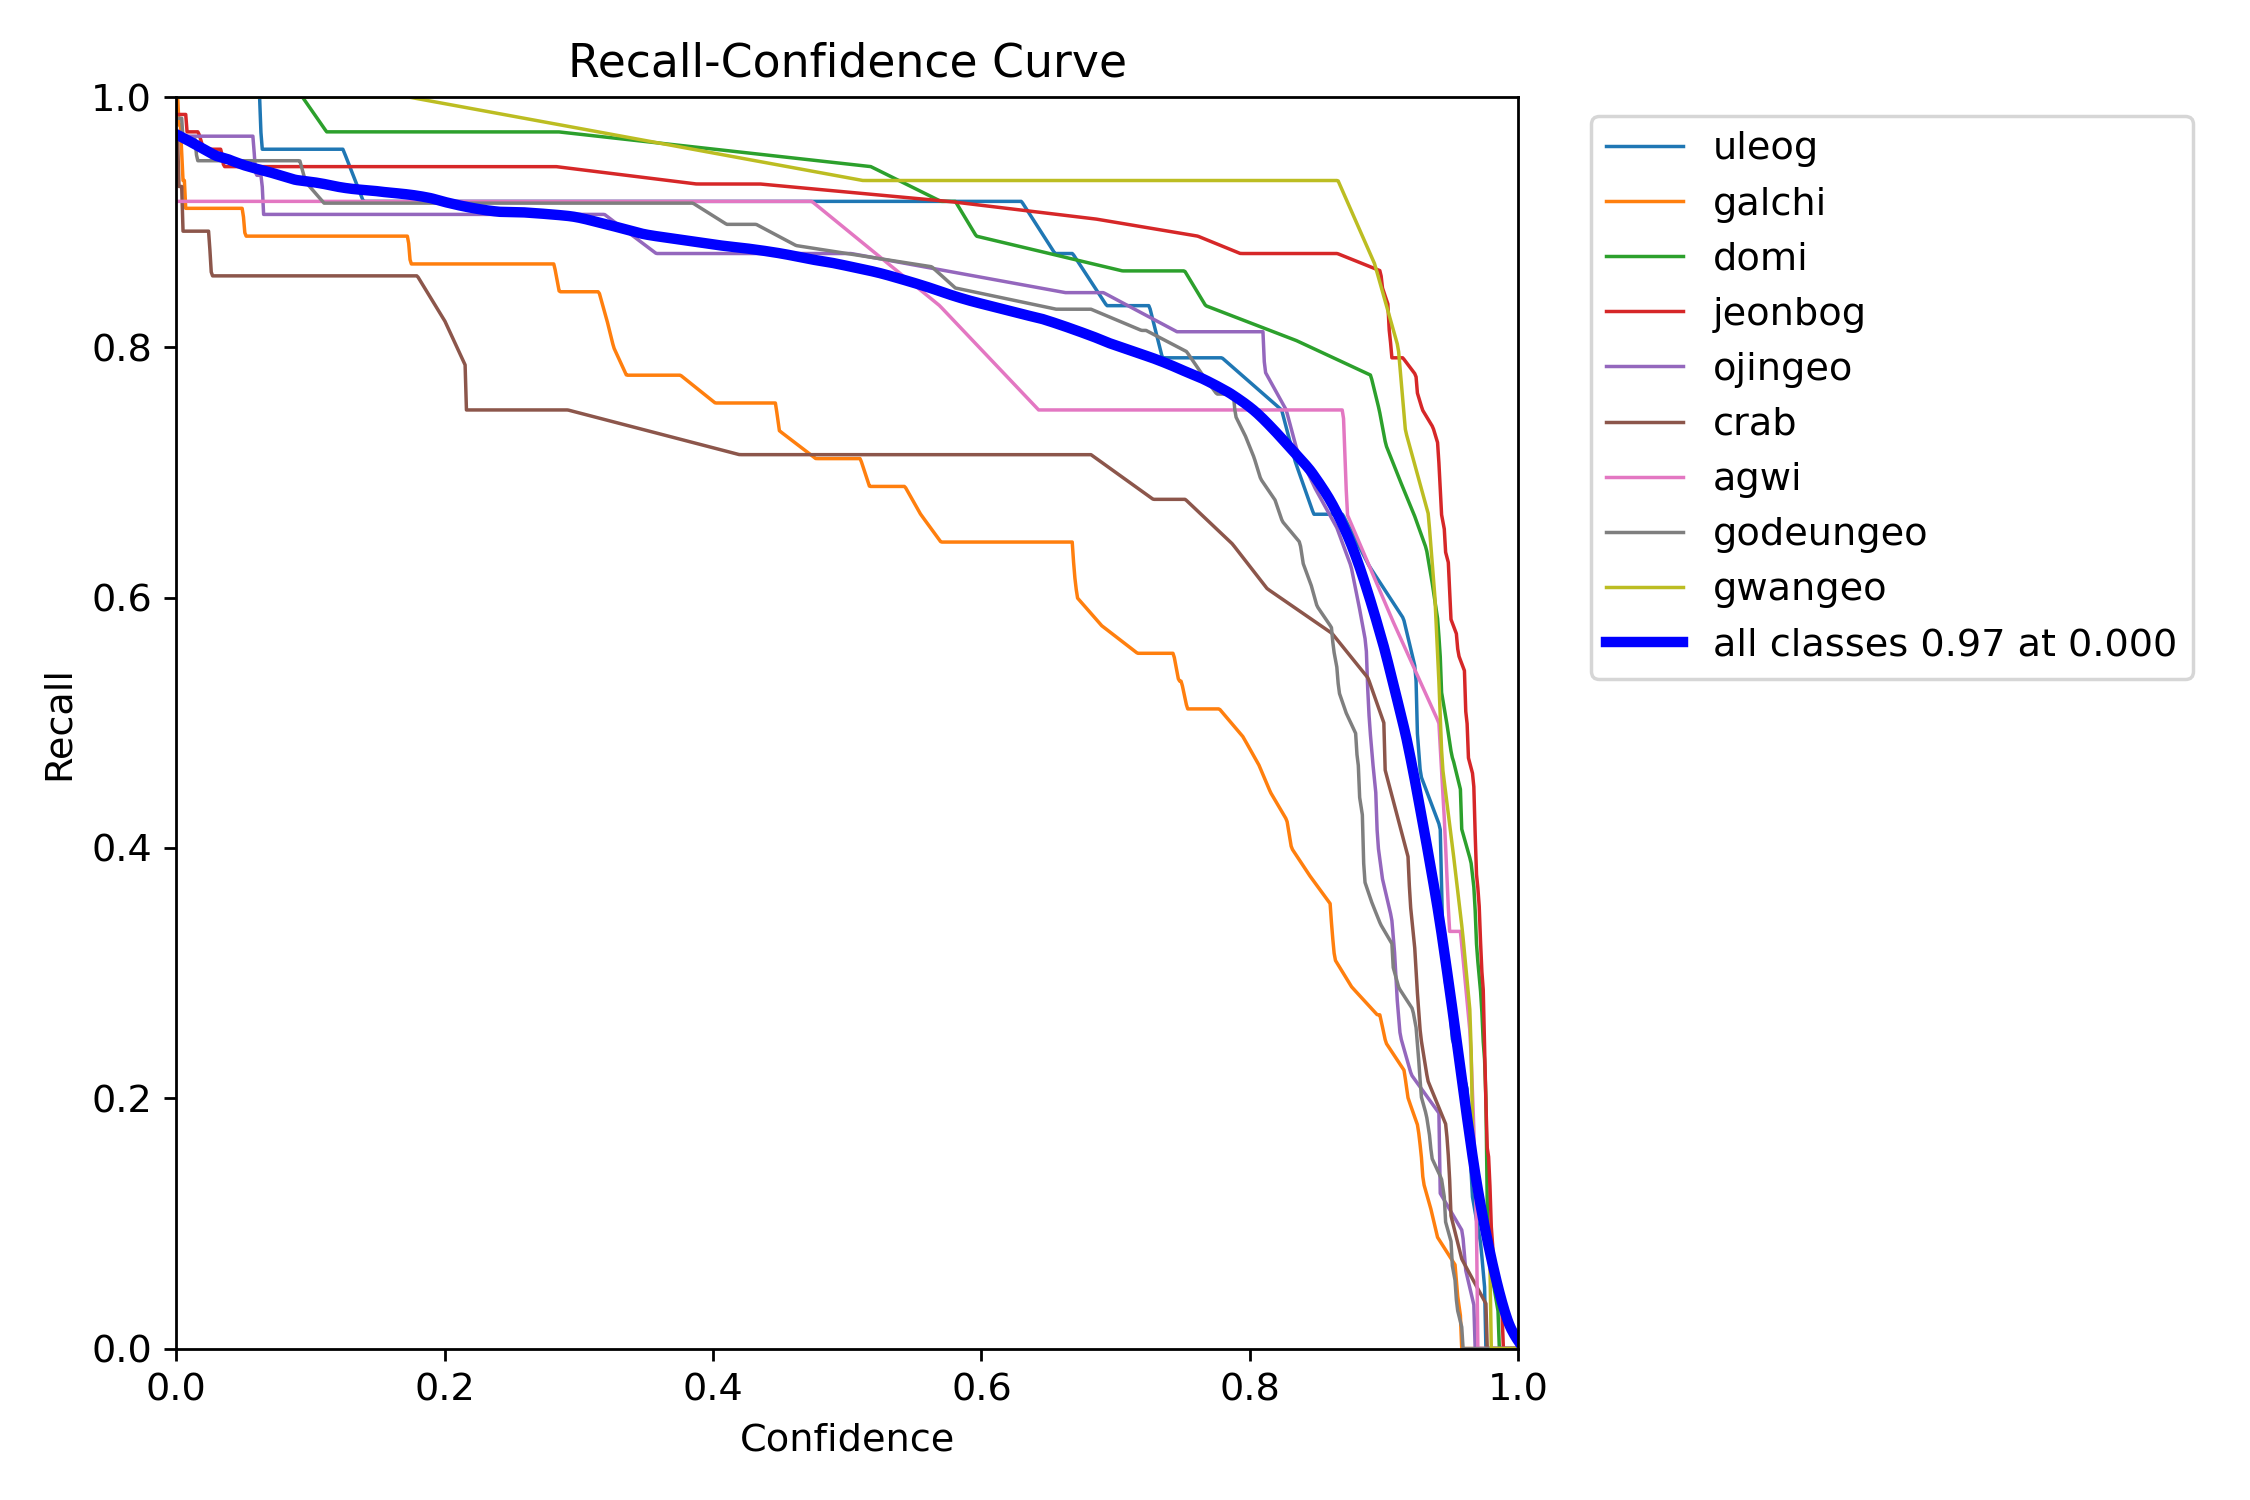 Recall-Confidence Curve
1.0
0.8
0.6
0.4
0.2
0.0
Recall
0.0 0.2 0.4 0.6 0.8 1.0
Confidence
uleog
galchi
domi
jeonbog
ojingeo
crab
agwi
godeungeo
gwangeo
all classes 0.97 at 0.000